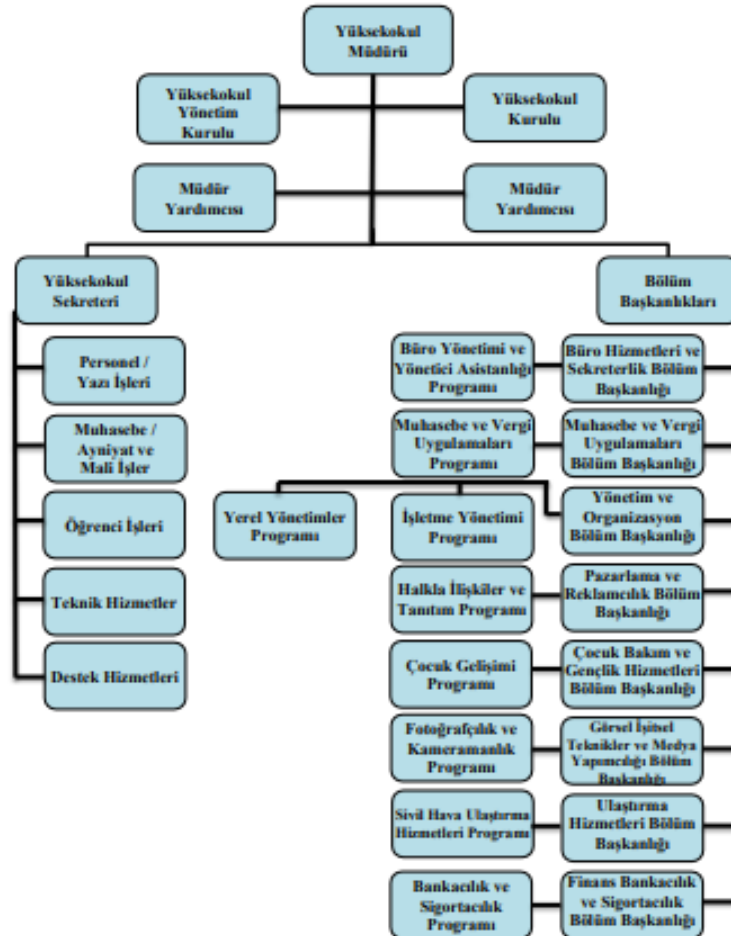 Yüksekokul
Müdürü
Yüksekokul
Yönetim
Kurulu
Yüksekokul
Kurulu
Müdür
Yardımcısı
Müdür
Yardımcısı
Yüksekokul
Sekreteri
Bölüm
Başkanlıkları
Personel /
Yazı İşleri
Muhasebe /
Ayniyat ve
Mali İşler
Öğrenci İşleri
Teknik Hizmetler
Destek Hizmetleri
Büro Yönetimi ve
Yönetici Asistanlığı
Programı
Büro Hizmetleri ve
Sekreterlik Bölüm
Başkanlığı
Muhasebe ve Vergi
Uygulamaları
Programı
Muhasebe ve Vergi
Uygulamaları
Bölüm Başkanlığı
Yerel Yönetimler
Programı
İşletme Yönetimi
Programı
Yönetim ve
Organizasyon
Bölüm Başkanlığı
Halkla İlişkiler ve
Tanıtım Programı
Pazarlama ve
Reklamcılık Bölüm
Başkanlığı
Çocuk Gelişimi
Programı
Çocuk Bakım ve
Gençlik Hizmetleri
Bölüm Başkanlığı
Fotoğrafçılık ve
Kameramanlık
Programı
Görsel İşitsel
Teknikler ve Medya
Yapımcılığı Bölüm
Başkanlığı
Sivil Hava Ulaştırma
Hizmetleri Programı
Ulaştırma
Hizmetleri Bölüm
Başkanlığı
Bankacılık ve
Sigortacılık
Programı
Finans Bankacılık
ve Sigortacılık
Bölüm Başkanlığı